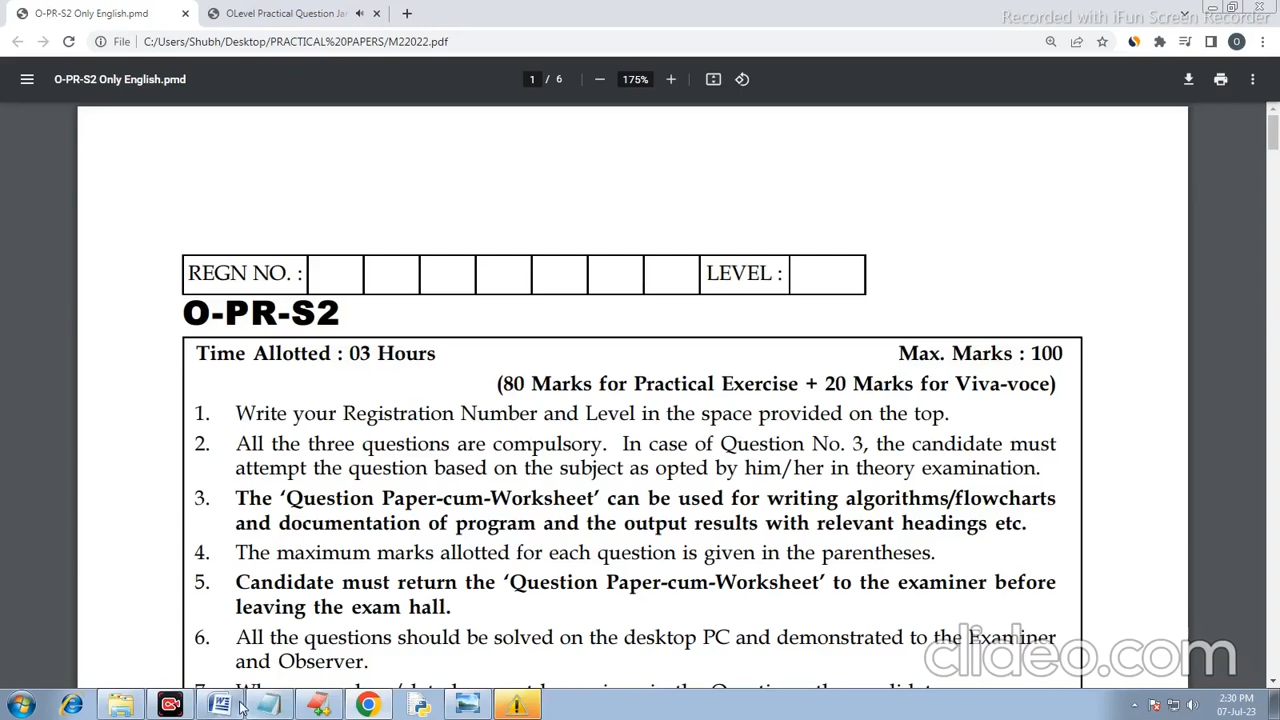 O-PR-S2 Only English.pmd
OLevel Practical Question Jan
Recorded with iFun Screen Recorder
File
C:/Users/Shubh/Desktop/PRACTICAL%20PAPERS/M22022.pdf
O
O-PR-S2 Only English.pmd
1 / 6
175%
REGN NO. :
LEVEL :
O-PR-S2
Time Allotted : 03 Hours
Max. Marks : 100
(80 Marks for Practical Exercise + 20 Marks for Viva-voce)
1. Write your Registration Number and Level in the space provided on the top.
2. All the three questions are compulsory. In case of Question No. 3, the candidate must
attempt the question based on the subject as opted by him/her in theory examination.
3. The ‘Question Paper-cum-Worksheet’ can be used for writing algorithms/flowcharts
and documentation of program and the output results with relevant headings etc.
4. The maximum marks allotted for each question is given in the parentheses.
5. Candidate must return the ‘Question Paper-cum-Worksheet’ to the examiner before
leaving the exam hall.
6. All the questions should be solved on the desktop PC and demonstrated to the Examiner
and Observer.
clideo.com
2:30 PM
07-Jul-23